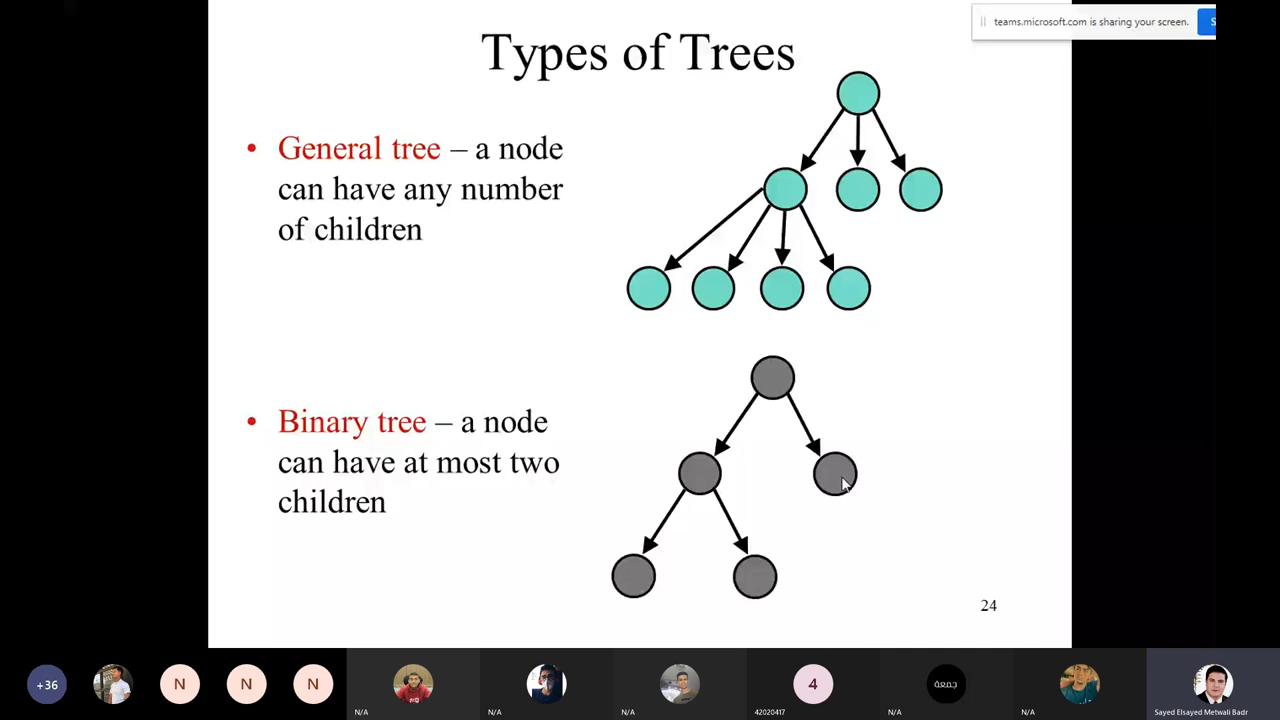 teams.microsoft.com is sharing your screen.
S
Types of Trees
• General tree – a node
can have any number
of children
• Binary tree – a node
can have at most two
children
24
+36
N
N
N
4
جمعة
N/A
N/A
N/A
42020417
N/A
N/A
Sayed Elsayed Metwali Badr